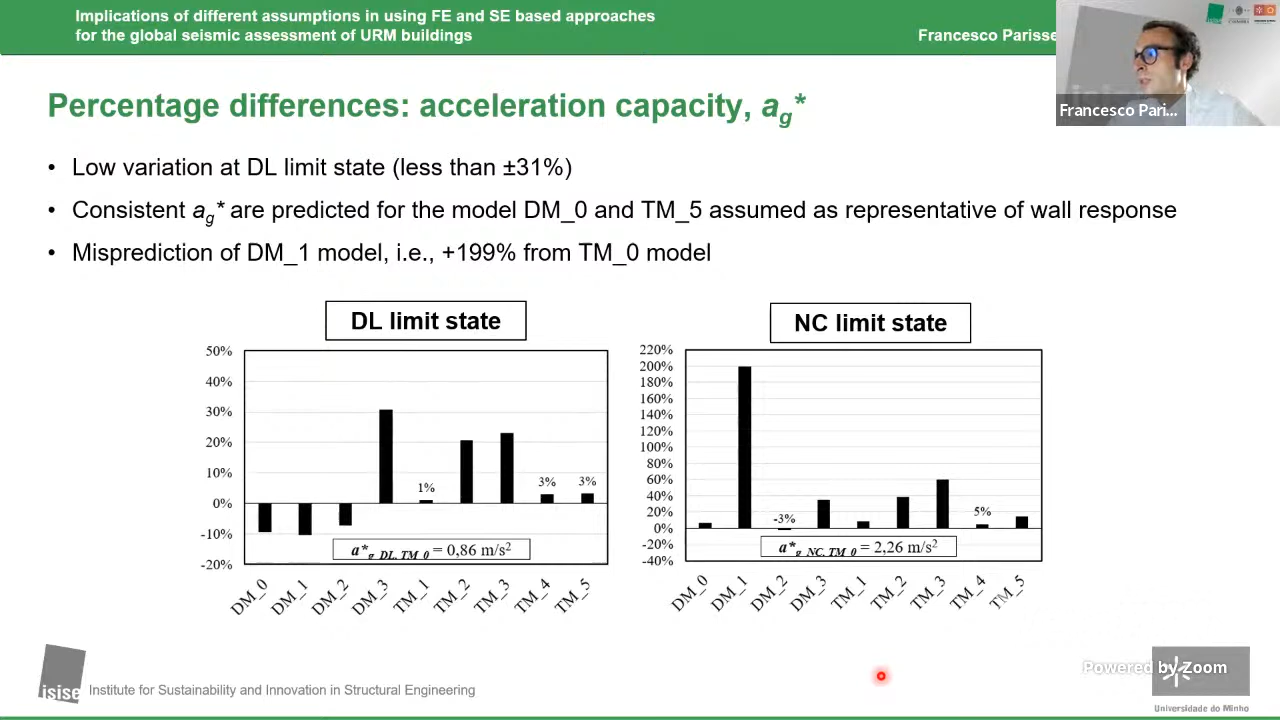 Implications of different assumptions in using FE and SE based approaches
for the global seismic assessment of URM buildings
Francesco Parisse
Francesco Pari...
Percentage differences: acceleration capacity, ag*
• Low variation at DL limit state (less than ±31%)
• Consistent ag* are predicted for the model DM_0 and TM_5 assumed as representative of wall response
• Misprediction of DM_1 model, i.e., +199% from TM_0 model
DL limit state
50%
40%
30%
20%
10%
0%
-10%
-20%
1%
3%
3%
a*g_DL, TM_0 = 0,86 m/s2
DM_0
DM_1
DM_2
DM_3
TM_1
TM_2
TM_3
TM_4
TM_5
NC limit state
220%
200%
180%
160%
140%
120%
100%
80%
60%
40%
20%
0%
-20%
-40%
-3%
5%
a*g_NC, TM_0 = 2,26 m/s2
DM_0
DM_1
DM_2
DM_3
TM_1
TM_2
TM_3
TM_4
TM_5
isise
Institute for Sustainability and Innovation in Structural Engineering
Powered by Zoom
Universidade do Minho